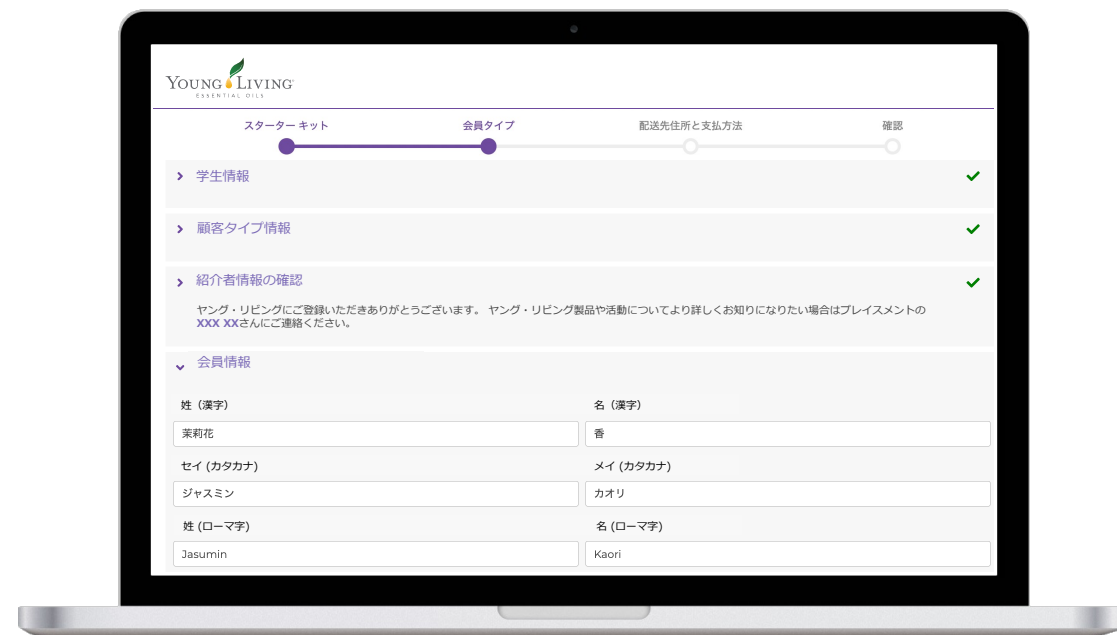 YOUNG LIVING
ESSENTIAL OILS
スターター キット 会員タイプ 配送先住所と支払方法 確認
学生情報
顧客タイプ情報
紹介者情報の確認
ヤング・リビングにご登録いただきありがとうございます。 ヤング・リビング製品や活動についてより詳しくお知りになりたい場合はプレイスメントの
XXX XXさんにご連絡ください。
会員情報
姓（漢字） 名（漢字）
茉莉花 香
セイ (カタカナ) メイ (カタカナ)
ジャスミン カオリ
姓 (ローマ字) 名 (ローマ字)
Jasumin Kaori